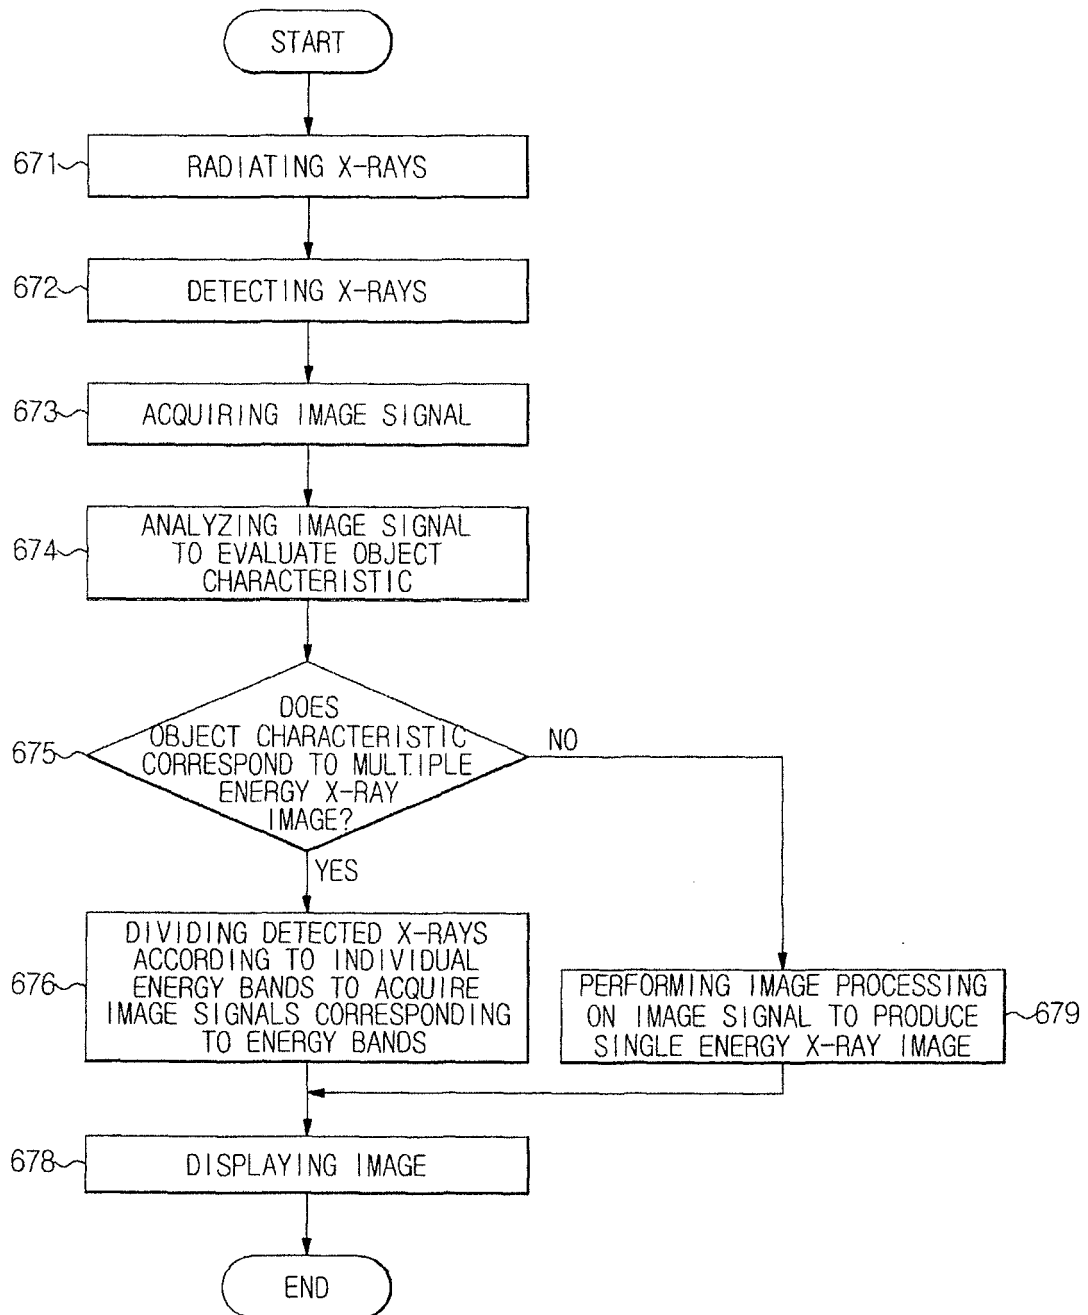 START
671
RADIATING X-RAYS
672
DETECTING X-RAYS
673
ACQUIRING IMAGE SIGNAL
674
ANALYZING IMAGE SIGNAL
TO EVALUATE OBJECT
CHARACTERISTIC
675
DOES
OBJECT CHARACTERISTIC
CORRESPOND TO MULTIPLE
ENERGY X-RAY
IMAGE?
NO
YES
676
DIVIDING DETECTED X-RAYS
ACCORDING TO INDIVIDUAL
ENERGY BANDS TO ACQUIRE
IMAGE SIGNALS CORRESPONDING
TO ENERGY BANDS
PERFORMING IMAGE PROCESSING
ON IMAGE SIGNAL TO PRODUCE
SINGLE ENERGY X-RAY IMAGE
679
678
DISPLAYING IMAGE
END